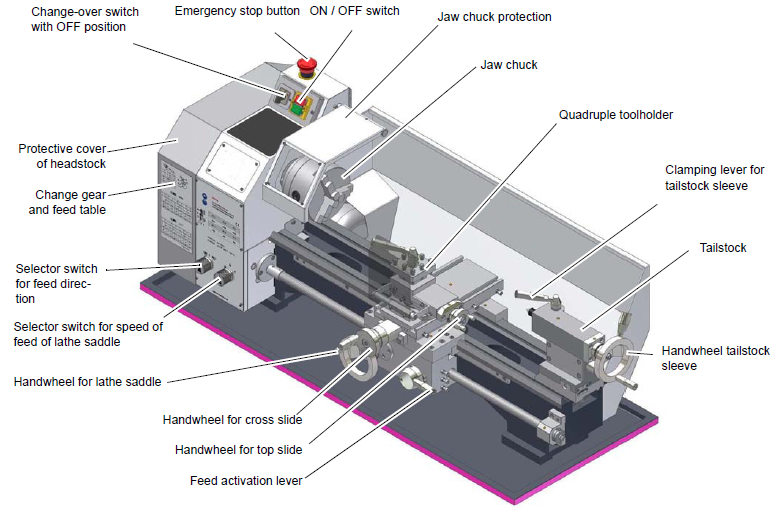 Change-over switch
with OFF position
Emergency stop button
ON / OFF switch
Jaw chuck protection
Jaw chuck
Quadruple toolholder
Protective cover
of headstock
Clamping lever for
tailstock sleeve
Change gear
and feed table
Tailstock
Selector switch
for feed direc-
tion
Selector switch for speed of
feed of lathe saddle
Handwheel tailstock
sleeve
Handwheel for lathe saddle
Handwheel for cross slide
Handwheel for top slide
Feed activation lever